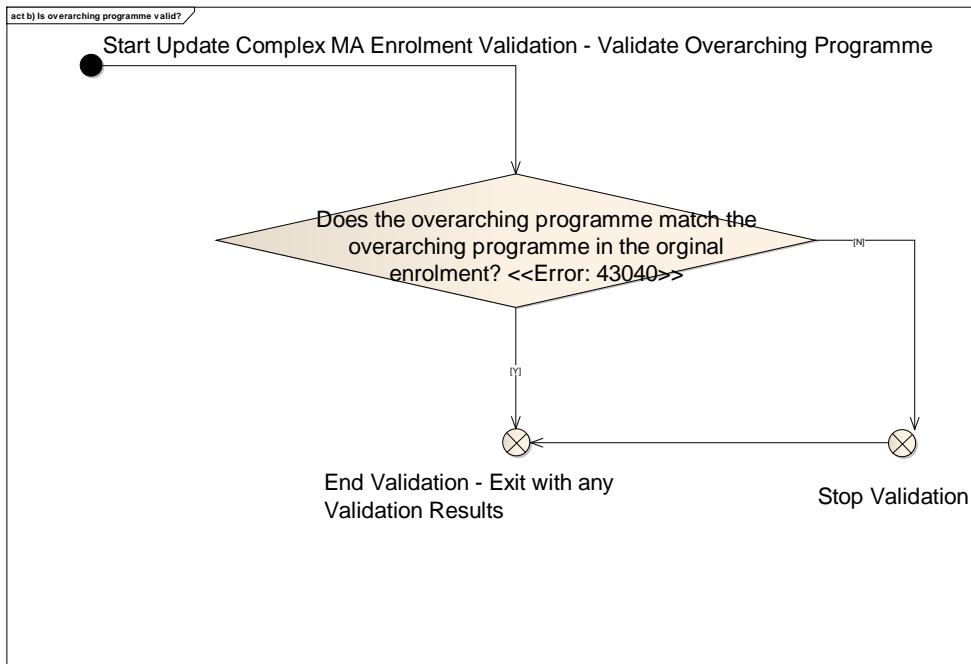 act b) Is overarching programme valid?
Start Update Complex MA Enrolment Validation - Validate Overarching Programme
Does the overarching programme match the
overarching programme in the orginal
enrolment? <<Error: 43040>>
[N]
[Y]
End Validation - Exit with any
Validation Results
Stop Validation